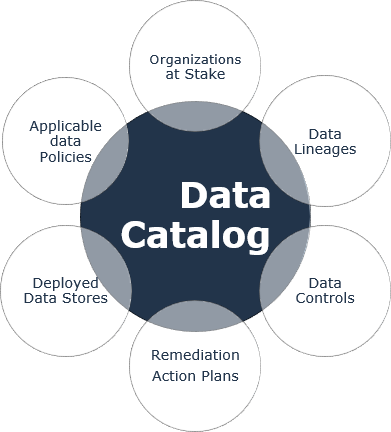 Organizations
at Stake
Applicable
data
Policies
Data
Lineages
Data
Catalog
Deployed
Data Stores
Data
Controls
Remediation
Action Plans